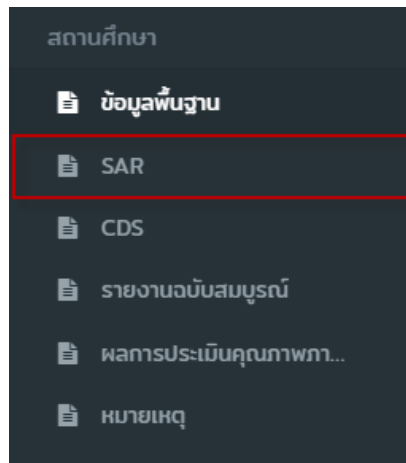 สถานศึกษา
ข้อมูลพื้นฐาน
SAR
CDS
รายงานฉบับสมบูรณ์
ผลการประเมินคุณภาพภา...
หมายเหตุ